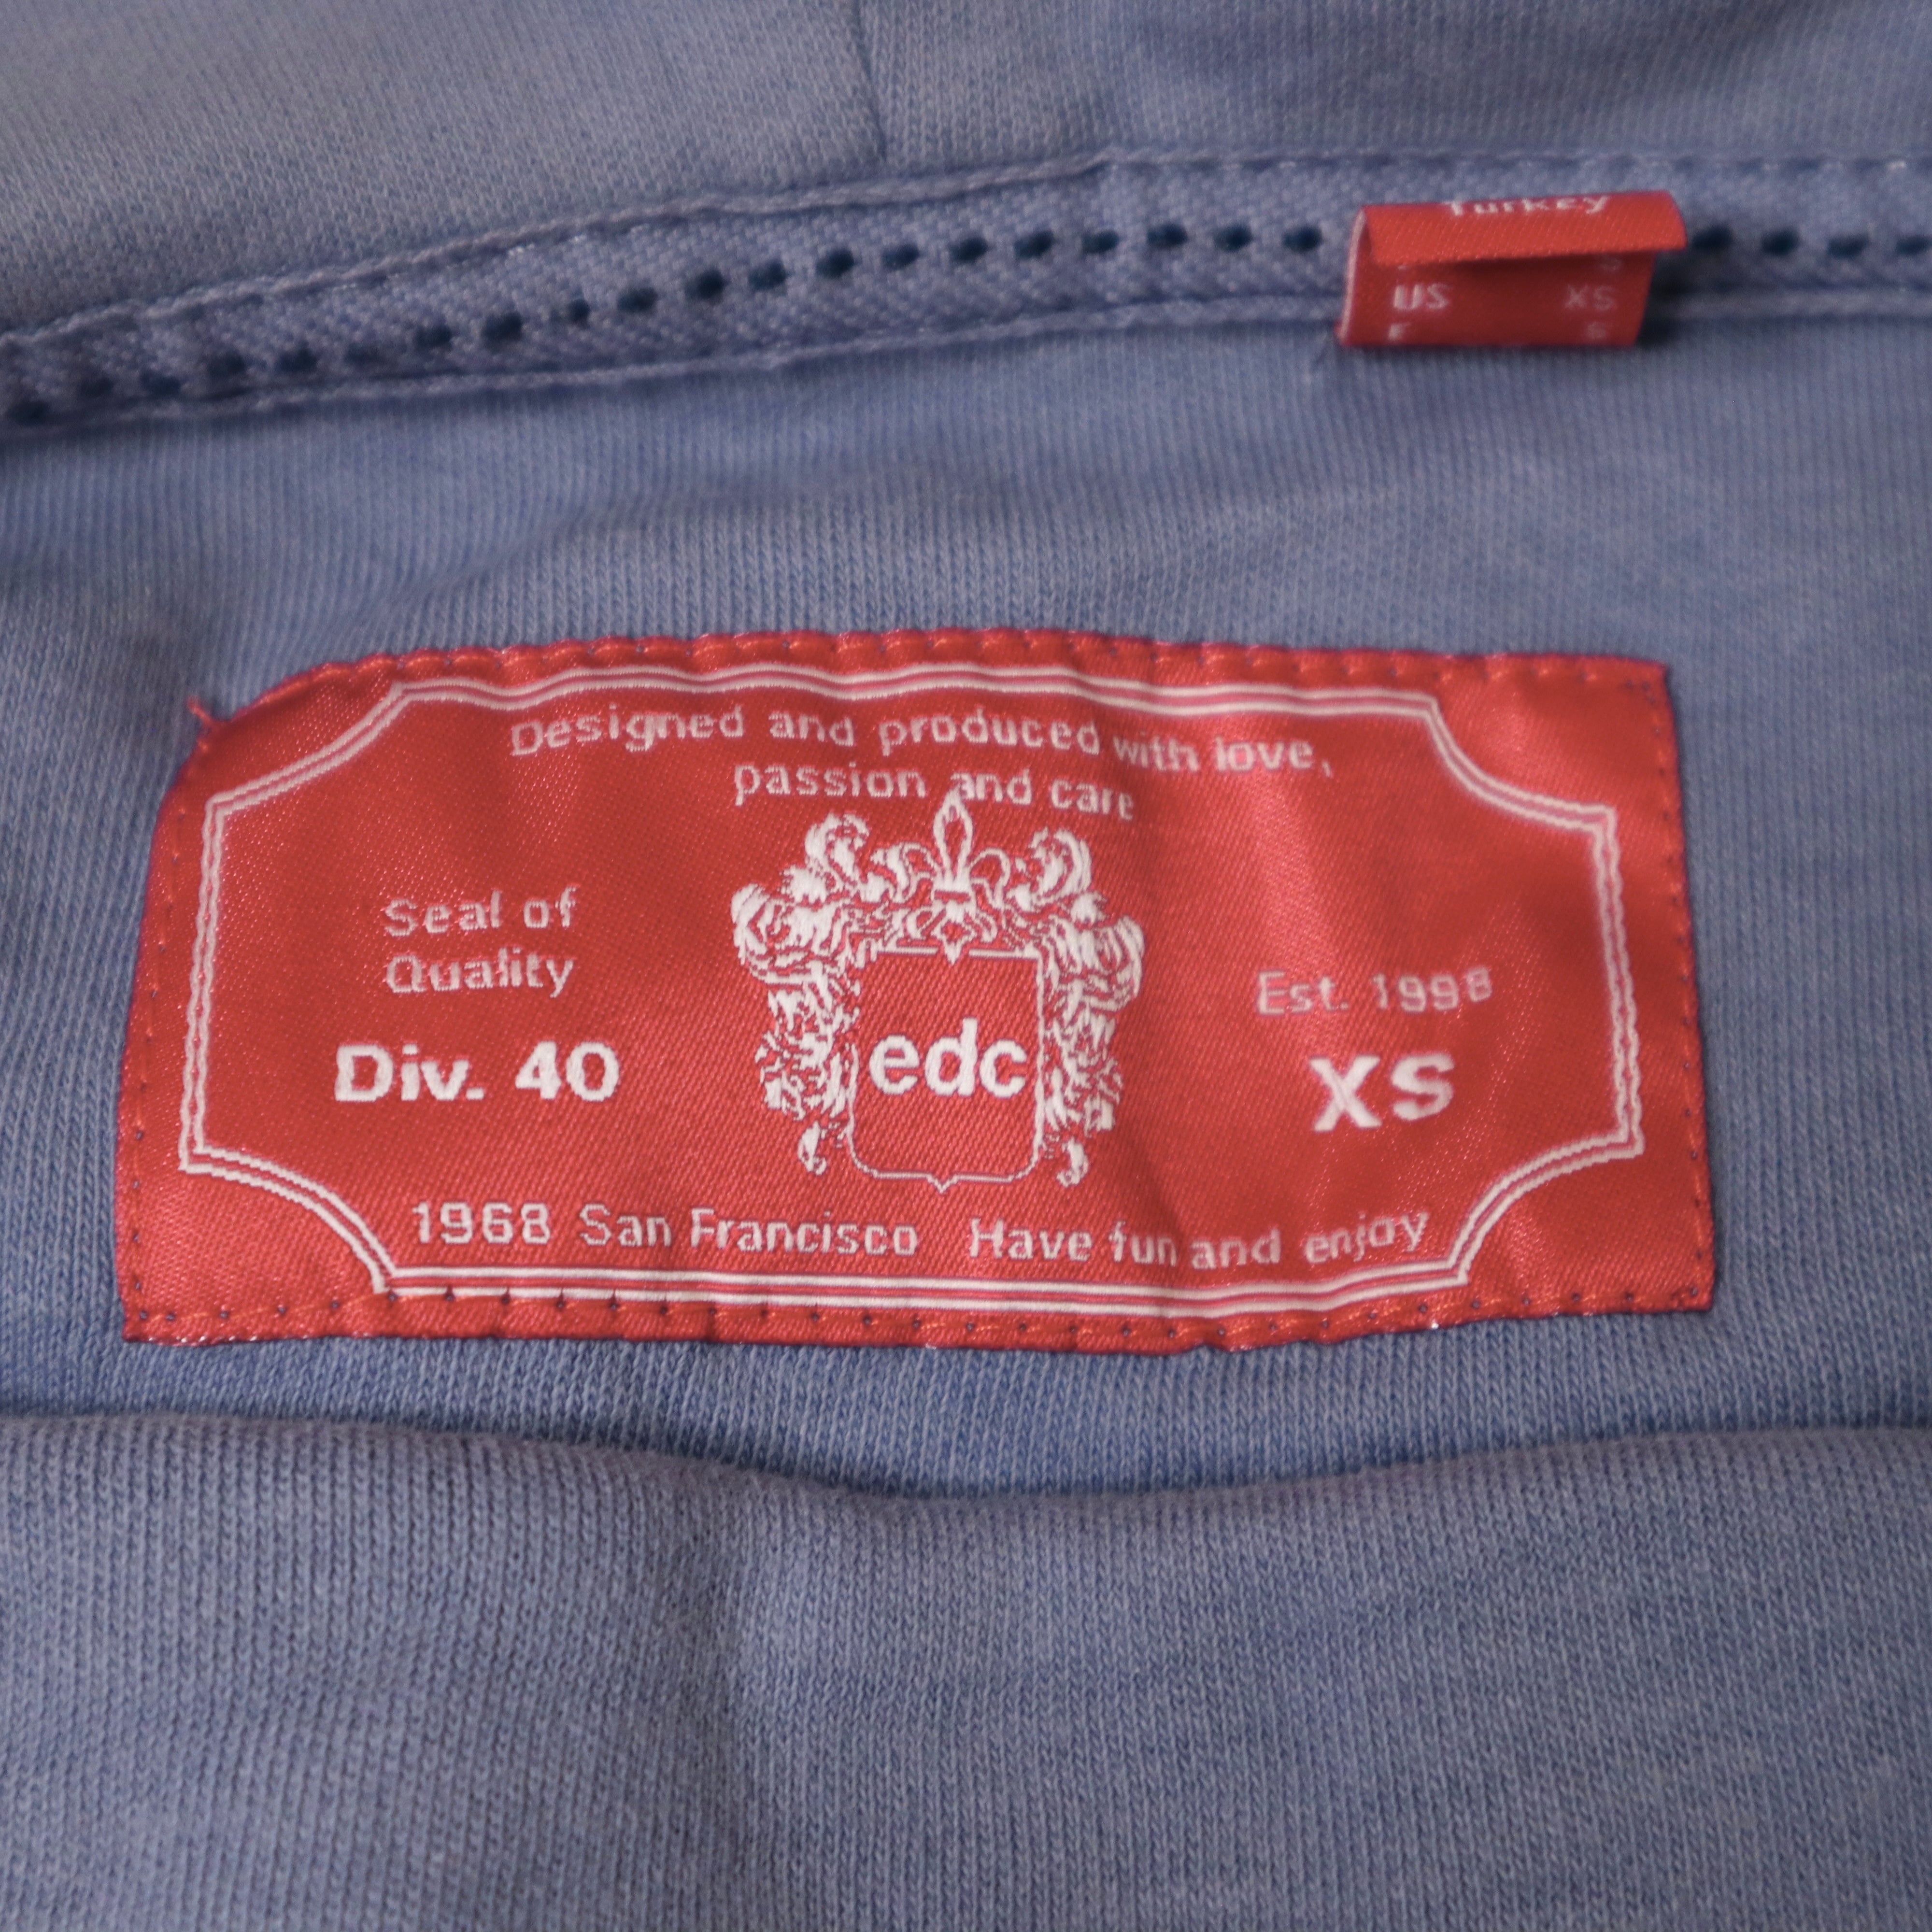 Turkey
US XS
Designed and produced with love,
passion and care
Seal of
Quality
Est. 1998
Div. 40
edc
XS
1968 San Francisco Have fun and enjoy